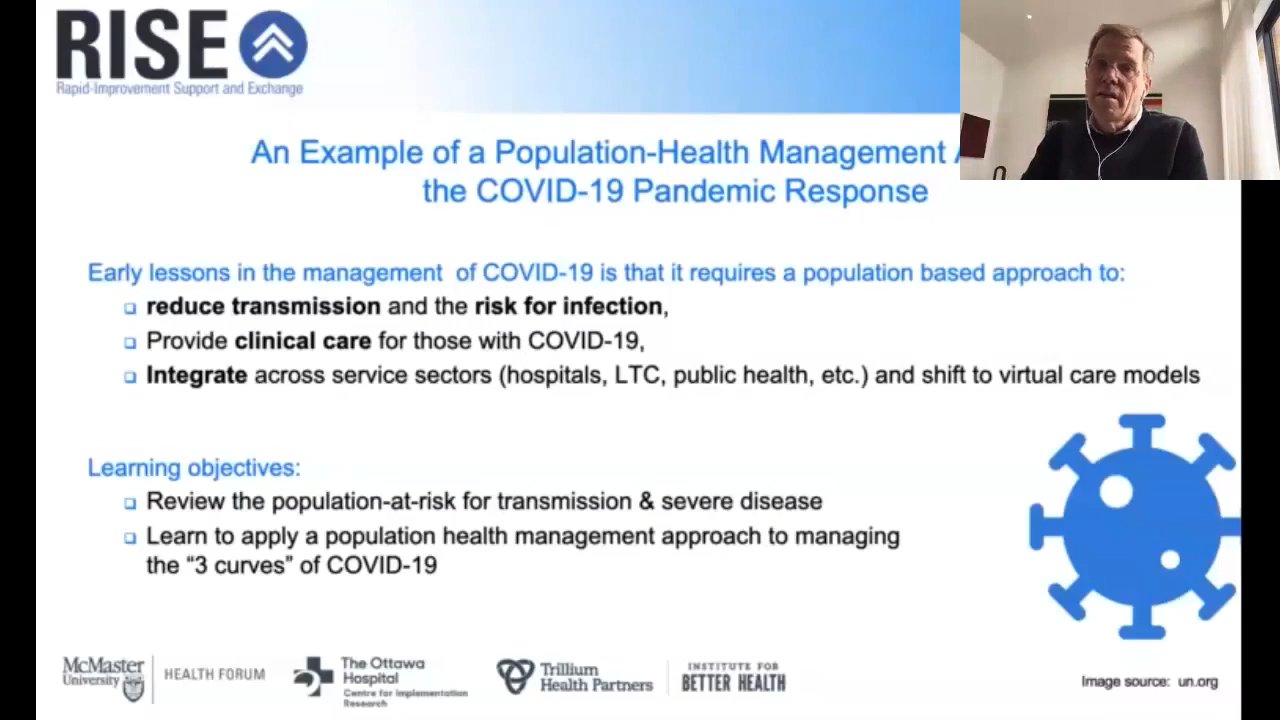 RISE
Rapid-Improvement Support and Exchange
An Example of a Population-Health Management
the COVID-19 Pandemic Response
Early lessons in the management of COVID-19 is that it requires a population based approach to:
reduce transmission and the risk for infection,
Provide clinical care for those with COVID-19,
Integrate across service sectors (hospitals, LTC, public health, etc.) and shift to virtual care models
Learning objectives:
Review the population-at-risk for transmission & severe disease
Learn to apply a population health management approach to managing
the “3 curves” of COVID-19
McMaster
University
HEALTH FORUM
The Ottawa
Hospital
Centre for Implementation
Research
Trillium
Health Partners
INSTITUTE FOR
BETTER HEALTH
Image source: un.org